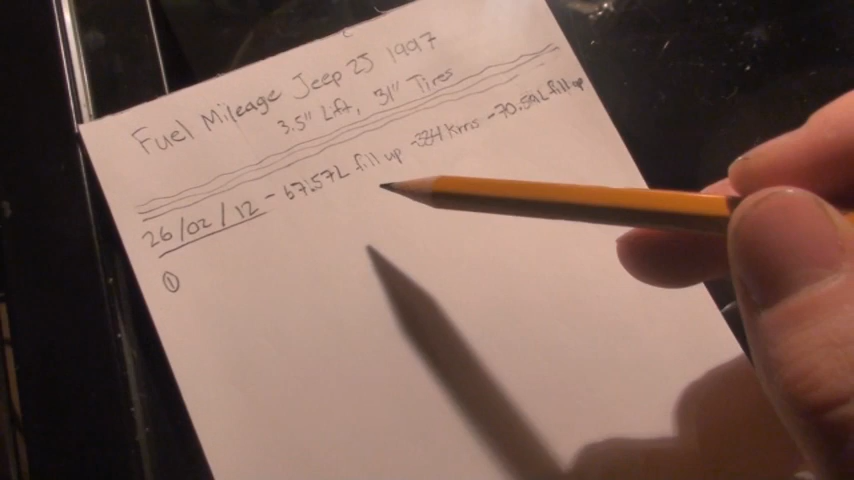 Fuel Mileage Jeep ZJ 1997
3.5" Lift, 31" Tires
26/02/12 - 67.57L fill up - 384 Kms - 70.59L fill up
①